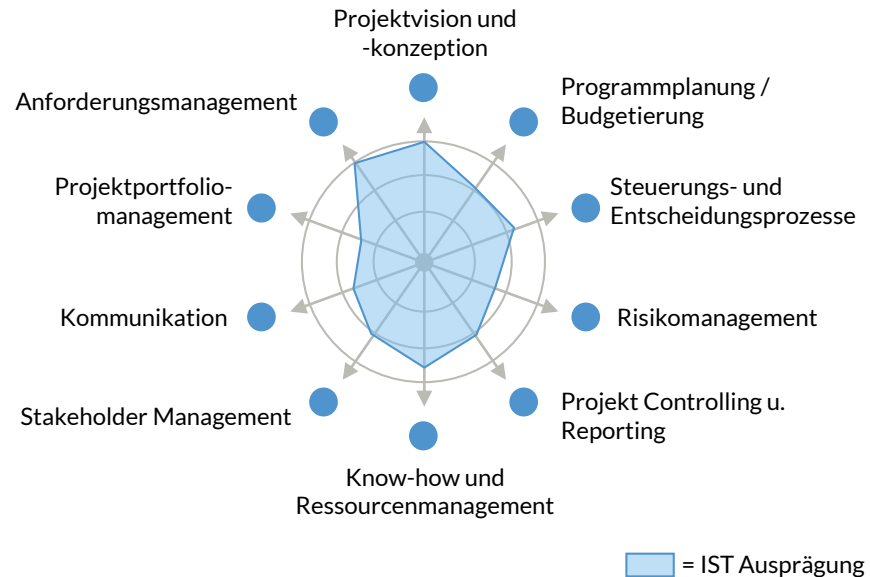 Projektvision und
-konzeption
Programmplanung /
Budgetierung
Steuerungs- und
Entscheidungsprozesse
Risikomanagement
Projekt Controlling u.
Reporting
Know-how und
Ressourcenmanagement
Stakeholder Management
Kommunikation
Projektportfolio-
management
Anforderungsmanagement
= IST Ausprägung